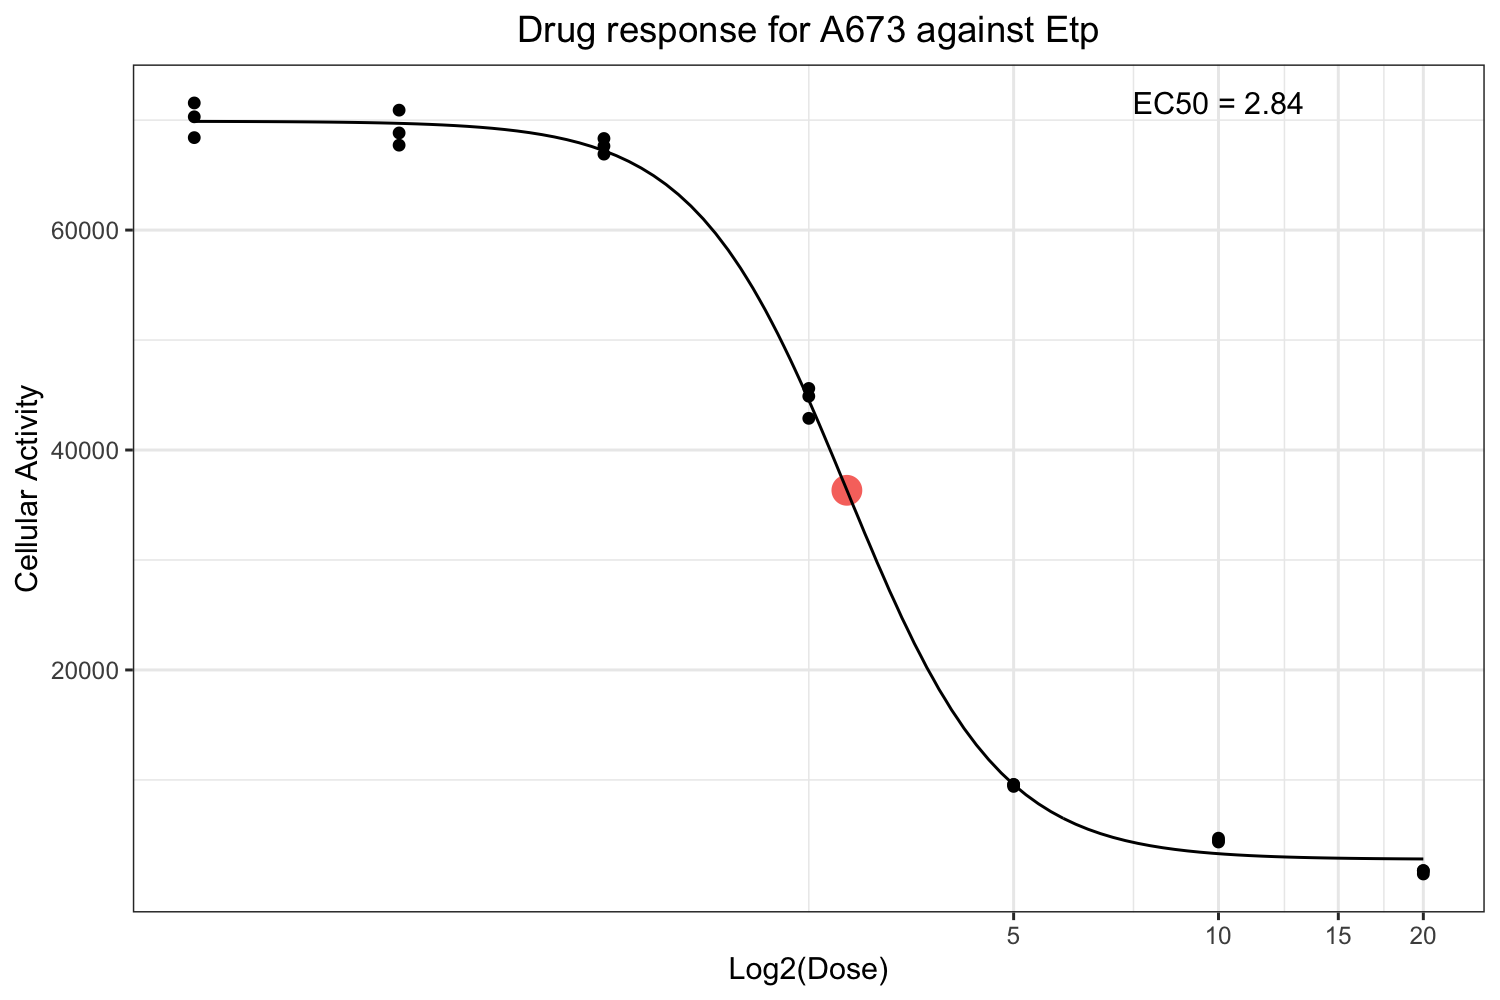 Drug response for A673 against Etp
EC50 = 2.84
Cellular Activity
60000
40000
20000
5
10
15
20
Log2(Dose)